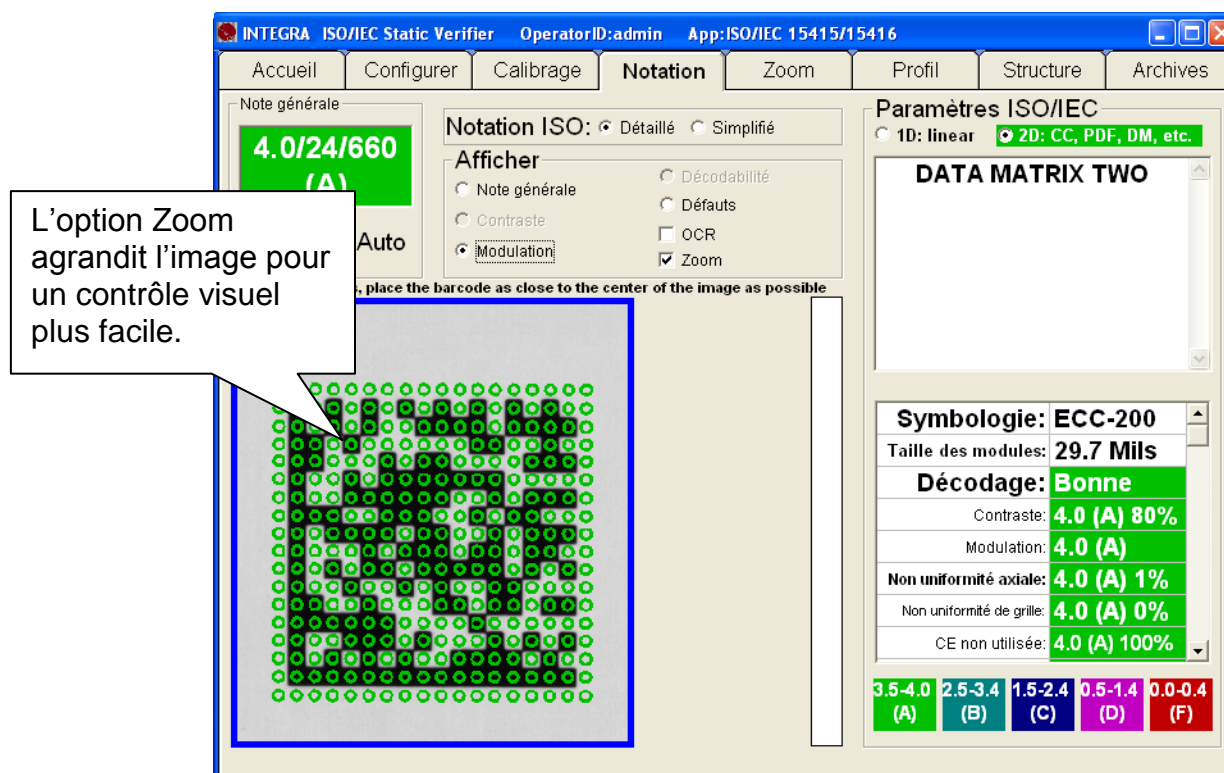 INTEGRA ISO/IEC Static Verifier OperatorID:admin App:ISO/IEC 15415/15416
Accueil Configurer Calibrage Notation Zoom Profil Structure Archives
Note générale
4.0/24/660
(A)
Auto
Notation ISO: Détaillé Simplifié
Afficher
Note générale
Contraste
Modulation
Décodabilité
Défauts
OCR
Zoom
, place the barcode as close to the center of the image as possible
L’option Zoom
agrandit l’image pour
un contrôle visuel
plus facile.
Paramètres ISO/IEC
1D: linear 2D: CC, PDF, DM, etc.
DATA MATRIX TWO
Symbologie: ECC-200
Taille des modules: 29.7 Mils
Décodage: Bonne
Contraste: 4.0 (A) 80%
Modulation: 4.0 (A)
Non uniformité axiale: 4.0 (A) 1%
Non uniformité de grille: 4.0 (A) 0%
CE non utilisée: 4.0 (A) 100%
3.5-4.0 2.5-3.4 1.5-2.4 0.5-1.4 0.0-0.4
(A) (B) (C) (D) (F)